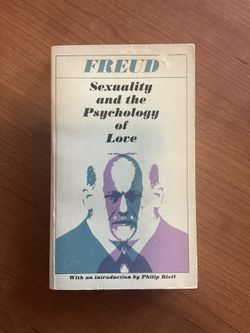 FREUD
Sexuality
and the
Psychology
of
Love
With an introduction by Philip Rieff